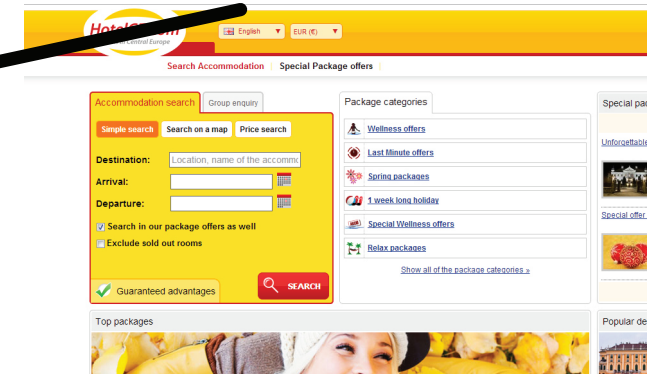 English
EUR (€)
Central Europe
Search Accommodation
Special Package offers
Accommodation search
Group enquiry
Simple search
Search on a map
Price search
Destination:
Location, name of the accommo
Arrival:
Departure:
Search in our package offers as well
Exclude sold out rooms
Guaranteed advantages
SEARCH
Package categories
Wellness offers
Last Minute offers
Spring packages
1 week long holiday
Special Wellness offers
Relax packages
Show all of the package categories »
Special pac
Unforgettable
Special offer
Top packages
Popular de